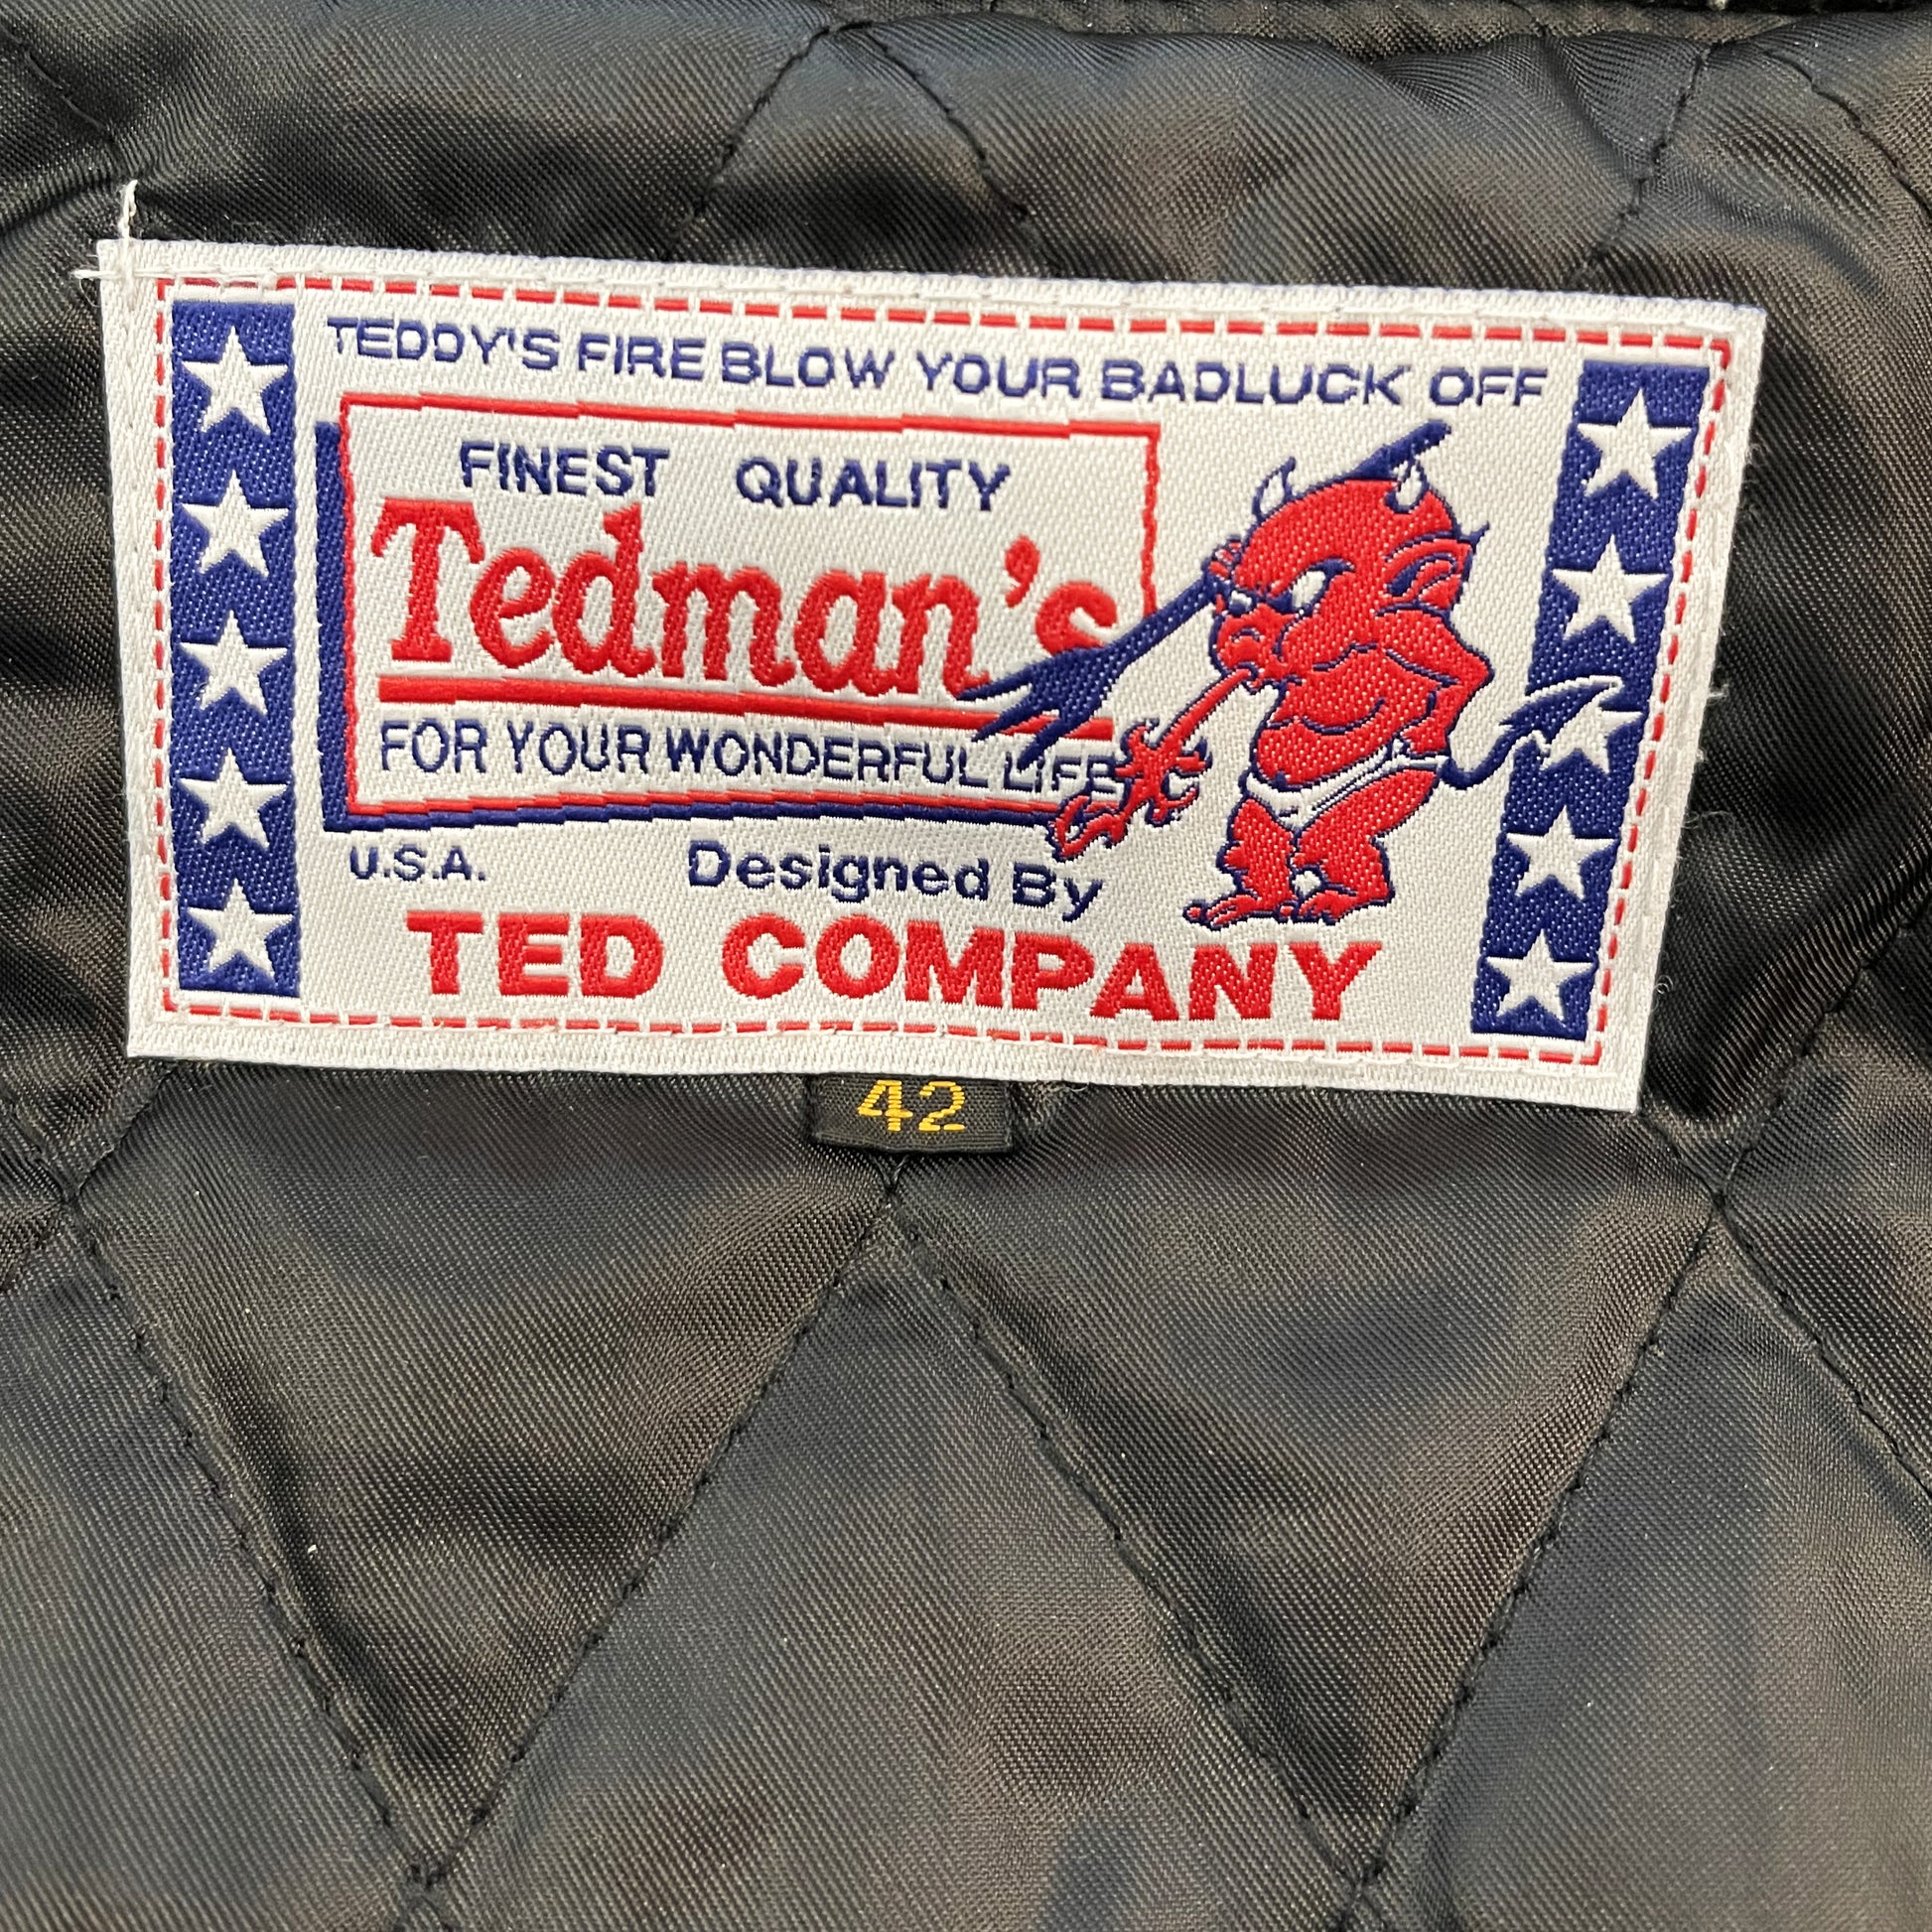 TEDDY'S FIRE BLOW YOUR BADLUCK OFF
FINEST QUALITY
Tedman's
FOR YOUR WONDERFUL LIFE
U.S.A. Designed By
TED COMPANY
42